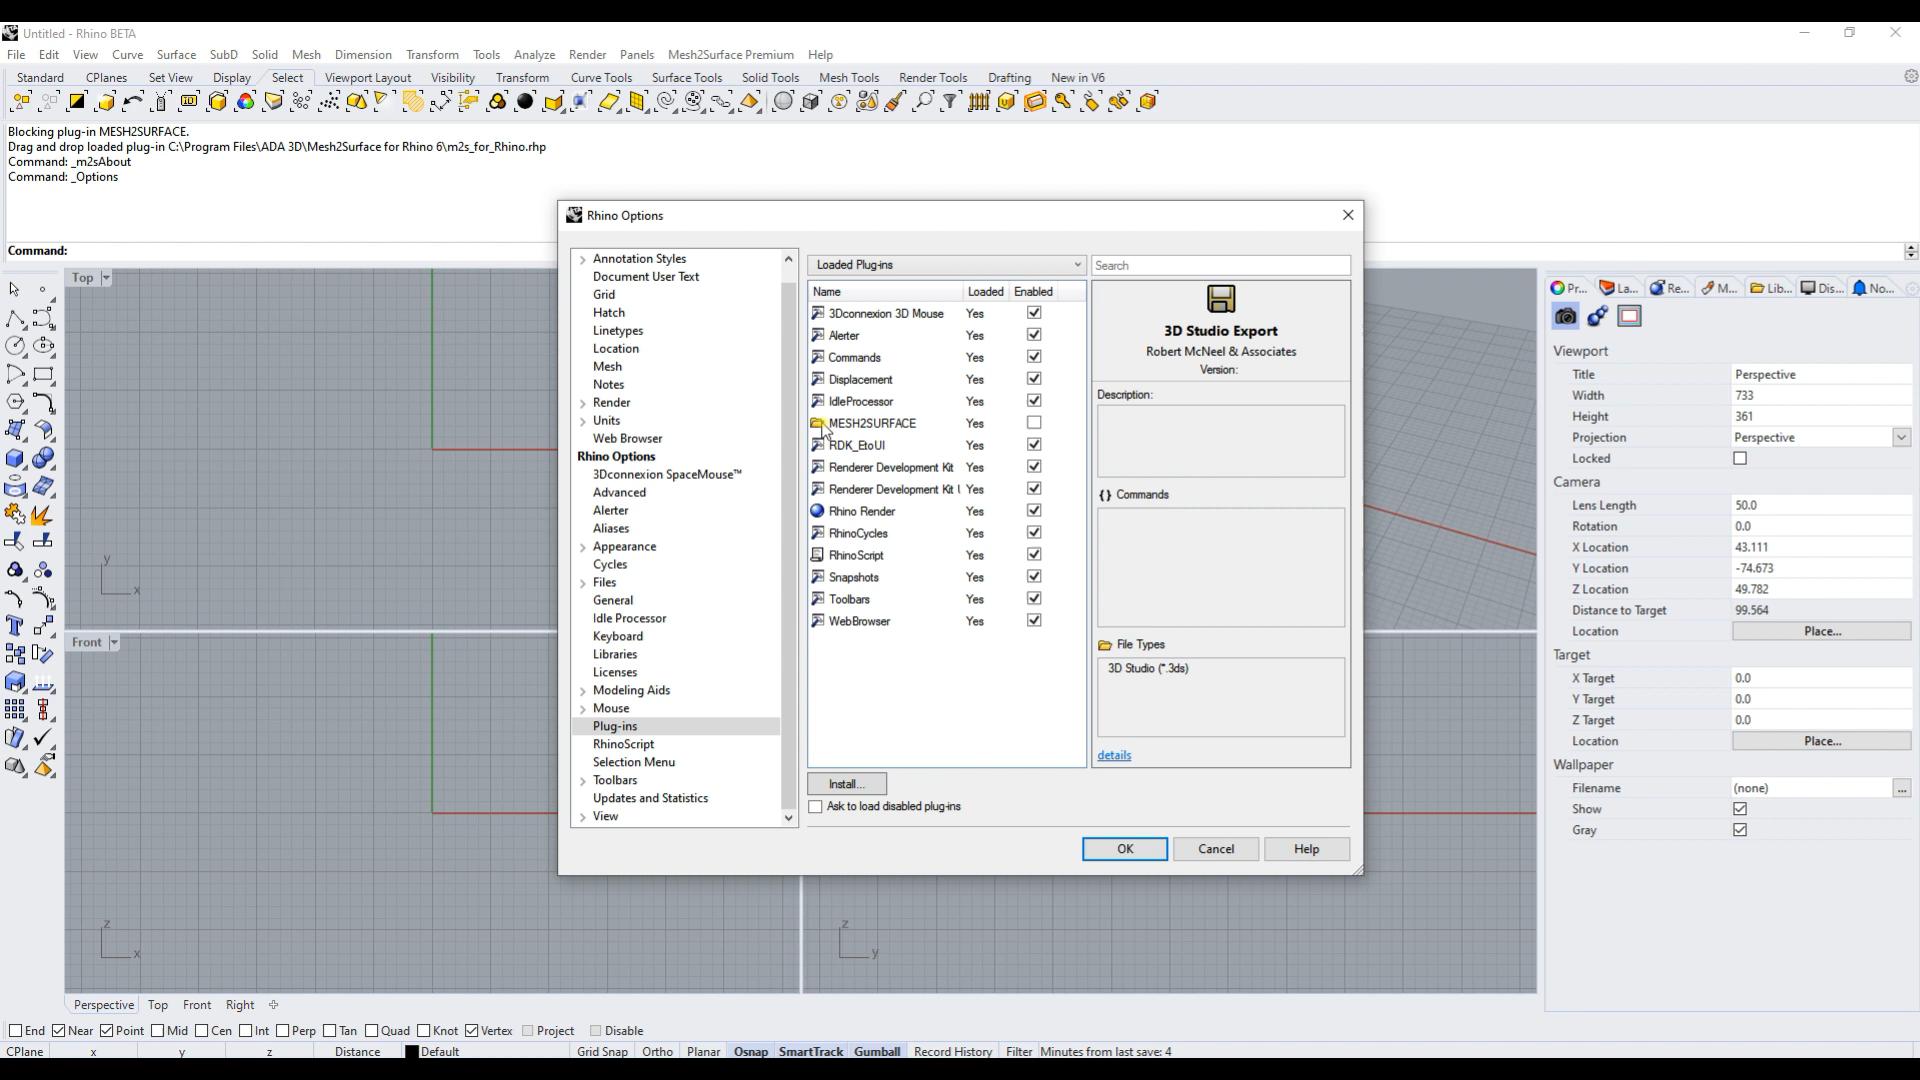 Untitled - Rhino BETA
File Edit View Curve Surface SubD Solid Mesh Dimension Transform Tools Analyze Render Panels Mesh2Surface Premium Help
Standard CPlanes Set View Display Select Viewport Layout Visibility Transform Curve Tools Surface Tools Solid Tools Mesh Tools Render Tools Drafting New in V6
Blocking plug-in MESH2SURFACE.
Drag and drop loaded plug-in C:\Program Files\ADA 3D\Mesh2Surface for Rhino 6\m2s_for_Rhino.rhp
Command: _m2sAbout
Command: _Options
Command:
Top
Front
y
x
z
x
z
y
Rhino Options
Annotation Styles
Document User Text
Grid
Hatch
Linetypes
Location
Mesh
Notes
Render
Units
Web Browser
Rhino Options
3Dconnexion SpaceMouse™
Advanced
Alerter
Aliases
Appearance
Cycles
Files
General
Idle Processor
Keyboard
Libraries
Licenses
Modeling Aids
Mouse
Plug-ins
RhinoScript
Selection Menu
Toolbars
Updates and Statistics
View
Loaded Plug-ins
Search
Name Loaded Enabled
3Dconnexion 3D Mouse Yes
Alerter Yes
Commands Yes
Displacement Yes
IdleProcessor Yes
MESH2SURFACE Yes
RDK_EtoUI Yes
Renderer Development Kit Yes
Renderer Development Kit Yes
Rhino Render Yes
RhinoCycles Yes
RhinoScript Yes
Snapshots Yes
Toolbars Yes
WebBrowser Yes
3D Studio Export
Robert McNeel & Associates
Version:
Description:
{} Commands
File Types
3D Studio (*.3ds)
details
Install...
Ask to load disabled plug-ins
OK Cancel Help
Pr... La... Re... M... Lib... Dis... No...
Viewport
Title Perspective
Width 733
Height 361
Projection Perspective
Locked
Camera
Lens Length 50.0
Rotation 0.0
X Location 43.111
Y Location -74.673
Z Location 49.782
Distance to Target 99.564
Location Place...
Target
X Target 0.0
Y Target 0.0
Z Target 0.0
Location Place...
Wallpaper
Filename (none) ...
Show
Gray
Perspective Top Front Right
End Near Point Mid Cen Int Perp Tan Quad Knot Vertex Project Disable
CPlane x y z Distance Default Grid Snap Ortho Planar Osnap SmartTrack Gumball Record History Filter Minutes from last save: 4